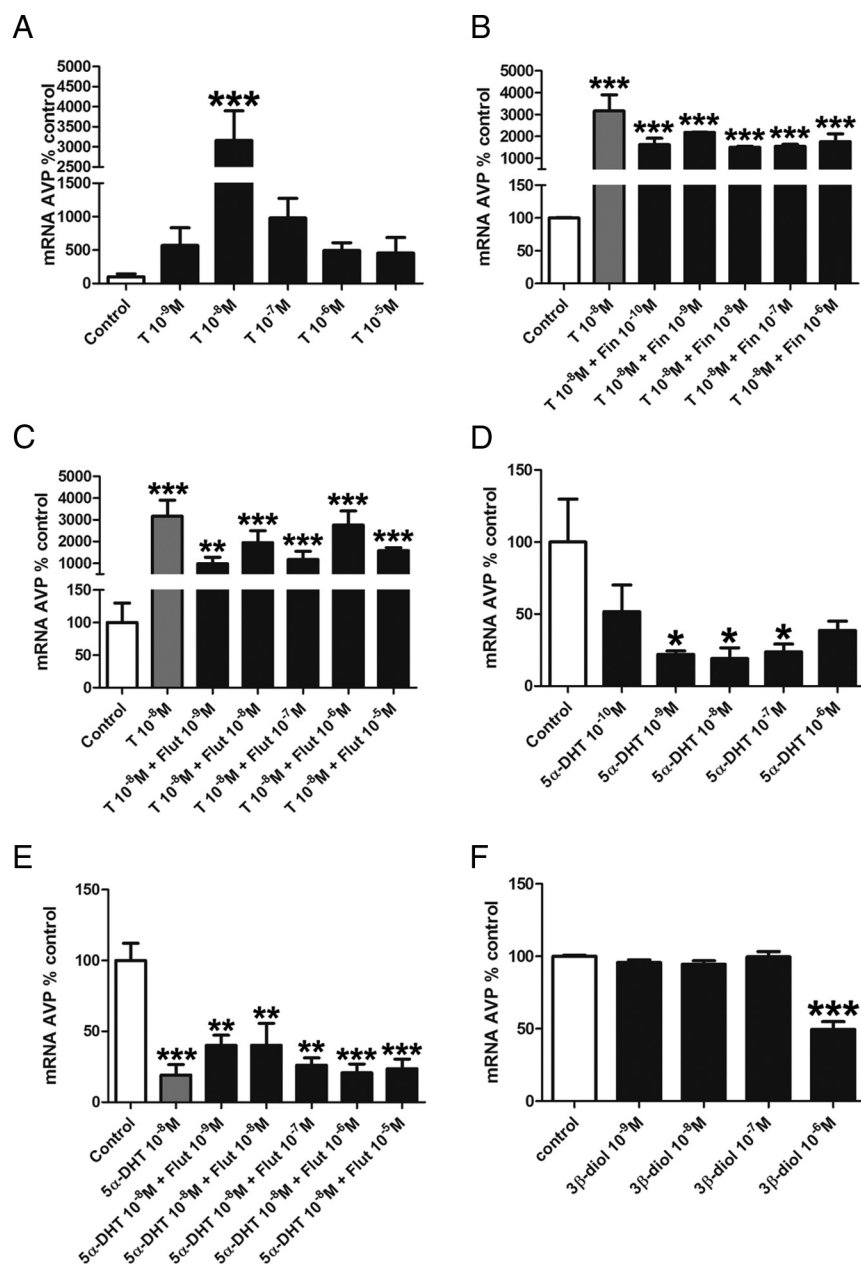 A
mRNA AVP % control
5000
4500
4000
3500
3000
2500
1500
1000
500
0
***
Control
T 10⁻⁹M
T 10⁻⁸M
T 10⁻⁷M
T 10⁻⁶M
T 10⁻⁵M
B
mRNA AVP % control
5000
4000
3000
2000
1000
150
100
50
0
***
***
***
***
***
***
Control
T 10⁻⁸M
T 10⁻⁸M + Fin 10⁻¹⁰M
T 10⁻⁸M + Fin 10⁻⁹M
T 10⁻⁸M + Fin 10⁻⁸M
T 10⁻⁸M + Fin 10⁻⁷M
T 10⁻⁸M + Fin 10⁻⁶M
C
mRNA AVP % control
5000
4000
3000
2000
1000
150
100
50
0
***
**
***
***
***
***
Control
T 10⁻⁸M
T 10⁻⁸M + Flut 10⁻⁹M
T 10⁻⁸M + Flut 10⁻⁸M
T 10⁻⁸M + Flut 10⁻⁷M
T 10⁻⁸M + Flut 10⁻⁶M
T 10⁻⁸M + Flut 10⁻⁵M
D
mRNA AVP % control
150
100
50
0
*
*
*
Control
5α-DHT 10⁻¹⁰M
5α-DHT 10⁻⁹M
5α-DHT 10⁻⁸M
5α-DHT 10⁻⁷M
5α-DHT 10⁻⁶M
E
mRNA AVP % control
150
100
50
0
***
**
**
**
***
***
Control
5α-DHT 10⁻⁸M
5α-DHT 10⁻⁸M + Flut 10⁻⁹M
5α-DHT 10⁻⁸M + Flut 10⁻⁸M
5α-DHT 10⁻⁸M + Flut 10⁻⁷M
5α-DHT 10⁻⁸M + Flut 10⁻⁶M
5α-DHT 10⁻⁸M + Flut 10⁻⁵M
F
mRNA AVP % control
150
100
50
0
***
control
3β-diol 10⁻⁹M
3β-diol 10⁻⁸M
3β-diol 10⁻⁷M
3β-diol 10⁻⁶M